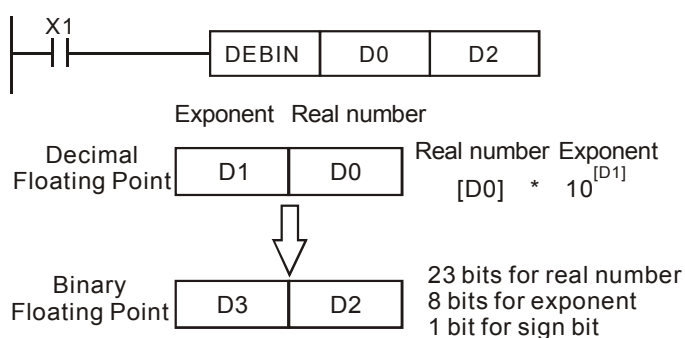 X1
DEBIN D0 D2
Exponent Real number
Decimal Floating Point
D1 D0
Real number Exponent
[D0] * 10[D1]
Binary Floating Point
D3 D2
23 bits for real number
8 bits for exponent
1 bit for sign bit